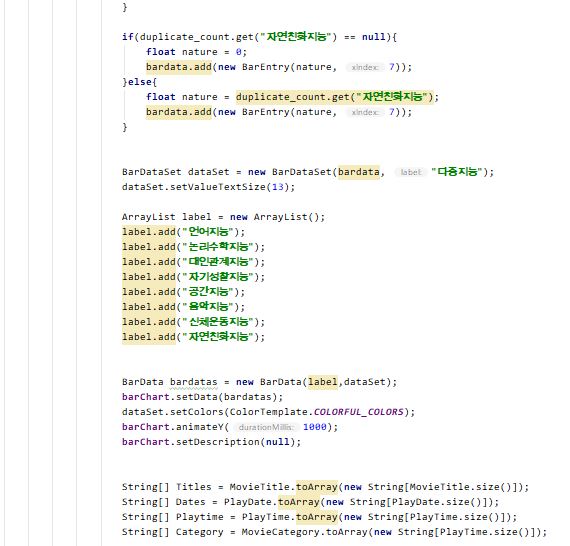 }
if(duplicate_count.get("자연친화지능") == null){
float nature = 0;
bardata.add(new BarEntry(nature, xIndex: 7));
}else{
float nature = duplicate_count.get("자연친화지능");
bardata.add(new BarEntry(nature, xIndex: 7));
}
BarDataSet dataSet = new BarDataSet(bardata, label: "다중지능");
dataSet.setValueTextSize(13);
ArrayList label = new ArrayList();
label.add("언어지능");
label.add("논리수학지능");
label.add("대인관계지능");
label.add("자기성찰지능");
label.add("공간지능");
label.add("음악지능");
label.add("신체운동지능");
label.add("자연친화지능");
BarData bardatas = new BarData(label,dataSet);
barChart.setData(bardatas);
dataSet.setColors(ColorTemplate.COLORFUL_COLORS);
barChart.animateY( durationMillis: 1000);
barChart.setDescription(null);
String[] Titles = MovieTitle.toArray(new String[MovieTitle.size()]);
String[] Dates = PlayDate.toArray(new String[PlayDate.size()]);
String[] Playtime = PlayTime.toArray(new String[PlayTime.size()]);
String[] Category = MovieCategory.toArray(new String[PlayTime.size()]);